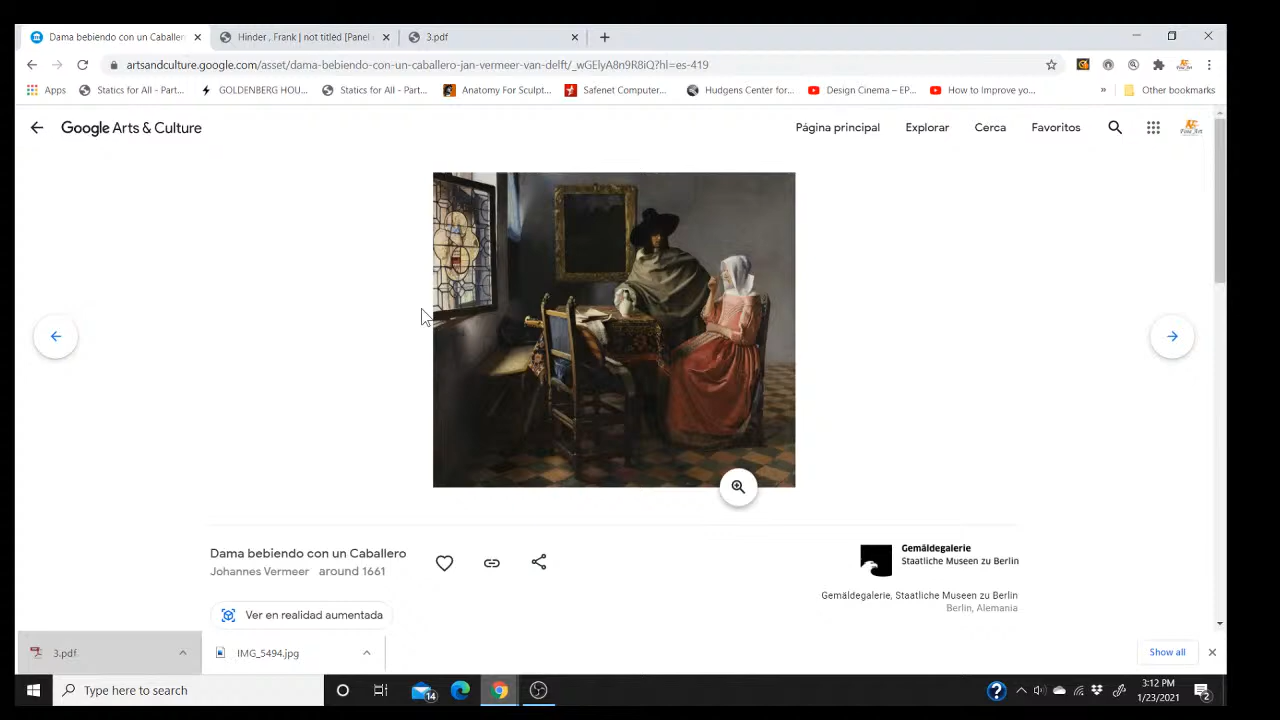 Dama bebiendo con un Caballer
Hinder , Frank | not titled [Panel
3.pdf
artsandculture.google.com/asset/dama-bebiendo-con-un-caballero-jan-vermeer-van-delft/_wGElyA8n9R8iQ?hl=es-419
Apps
Statics for All - Part...
GOLDENBERG HOU...
Statics for All - Part...
Anatomy For Sculpt...
Safenet Computer...
Hudgens Center for...
Design Cinema – EP...
How to Improve yo...
»
Other bookmarks
Google Arts & Culture
Página principal
Explorar
Cerca
Favoritos
Dama bebiendo con un Caballero
Johannes Vermeer around 1661
Ver en realidad aumentada
Gemäldegalerie
Staatliche Museen zu Berlin
Gemäldegalerie, Staatliche Museen zu Berlin
Berlin, Alemania
3.pdf
IMG_5494.jpg
Show all
Type here to search
14
3:12 PM
1/23/2021
2